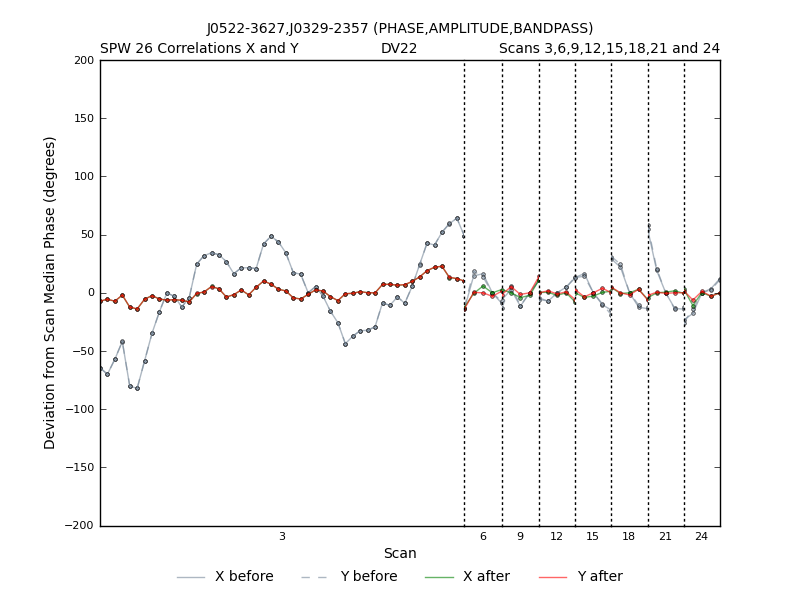 J0522-3627,J0329-2357 (PHASE,AMPLITUDE,BANDPASS)
SPW 26 Correlations X and Y DV22 Scans 3,6,9,12,15,18,21 and 24
200
150
100
50
0
−50
−100
−150
−200
Deviation from Scan Median Phase (degrees)
3 6 9 12 15 18 21 24
Scan
X before Y before X after Y after